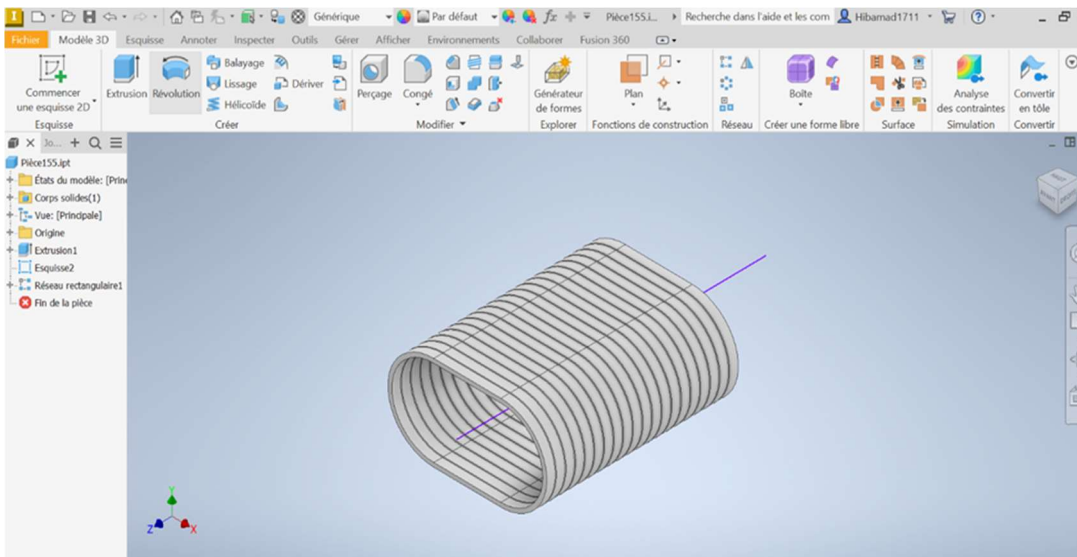 Générique
Par défaut
Pièce155.i...
Recherche dans l'aide et les com
Hibamad1711
Fichier
Modèle 3D
Esquisse
Annoter
Inspecter
Outils
Gérer
Afficher
Environnements
Collaborer
Fusion 360
Commencer
une esquisse 2D
Extrusion
Révolution
Balayage
Lissage
Hélicoïde
Dériver
Perçage
Congé
Générateur
de formes
Plan
Boîte
Analyse
des contraintes
Convertir
en tôle
Esquisse
Créer
Modifier
Explorer
Fonctions de construction
Réseau
Créer une forme libre
Surface
Simulation
Convertir
Jo...
Pièce155.ipt
États du modèle: [Prin
Corps solides(1)
Vue: [Principale]
Origine
Extrusion1
Esquisse2
Réseau rectangulaire1
Fin de la pièce
Y
Z
X